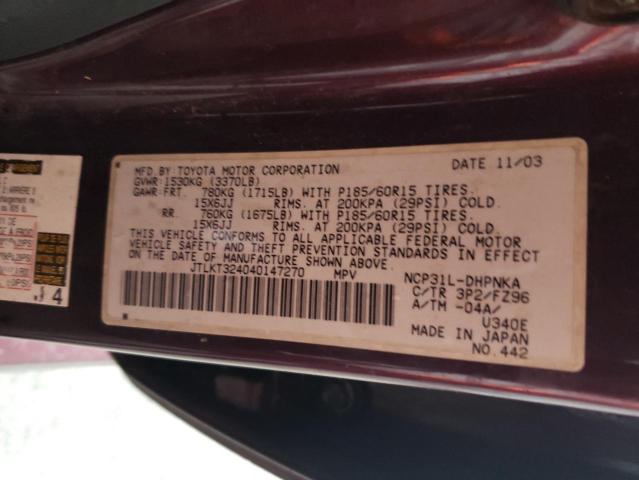 MFD.BY TOYOTA MOTOR CORPORATION DATE 11/03
GVWR:1530KG (3370LB)
GAWR:FRT. 780KG (1715LB) WITH P185/60R15 TIRES.
15X6JJ RIMS. AT 200KPA (29PSI) COLD.
RR. 760KG (1675LB) WITH P185/60R15 TIRES.
15X6JJ RIMS. AT 200KPA (29PSI) COLD.
THIS VEHICLE CONFORMS TO ALL APPLICABLE FEDERAL MOTOR
VEHICLE SAFETY AND THEFT PREVENTION STANDARDS IN EFFECT
ON THE DATE OF MANUFACTURE SHOWN ABOVE.
JTLKT324040147270 MPV NCP31L-DHPNKA
C/TR 3P2/FZ96
A/TM -04A/
U340E
MADE IN JAPAN
NO.442
4